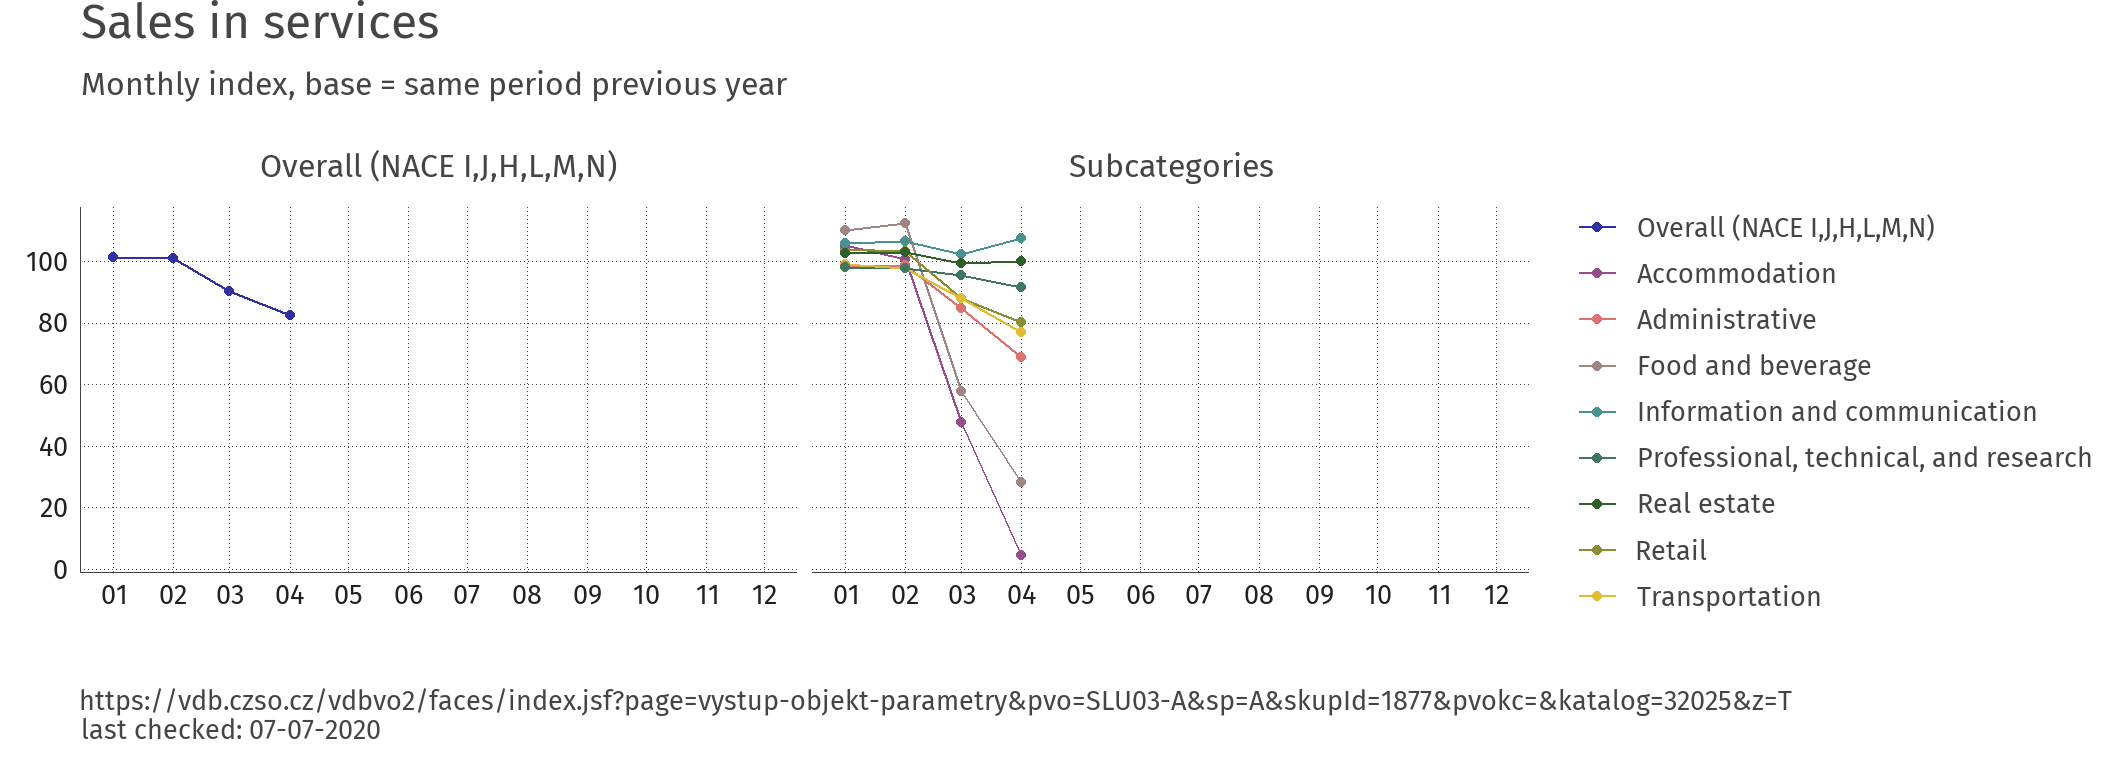 Sales in services
Monthly index, base = same period previous year
Overall (NACE I,J,H,L,M,N)
Subcategories
100
80
60
40
20
0
01 02 03 04 05 06 07 08 09 10 11 12
01 02 03 04 05 06 07 08 09 10 11 12
Overall (NACE I,J,H,L,M,N)
Accommodation
Administrative
Food and beverage
Information and communication
Professional, technical, and research
Real estate
Retail
Transportation
https://vdb.czso.cz/vdbvo2/faces/index.jsf?page=vystup-objekt-parametry&pvo=SLU03-A&sp=A&skupId=1877&pvokc=&katalog=32025&z=T
last checked: 07-07-2020